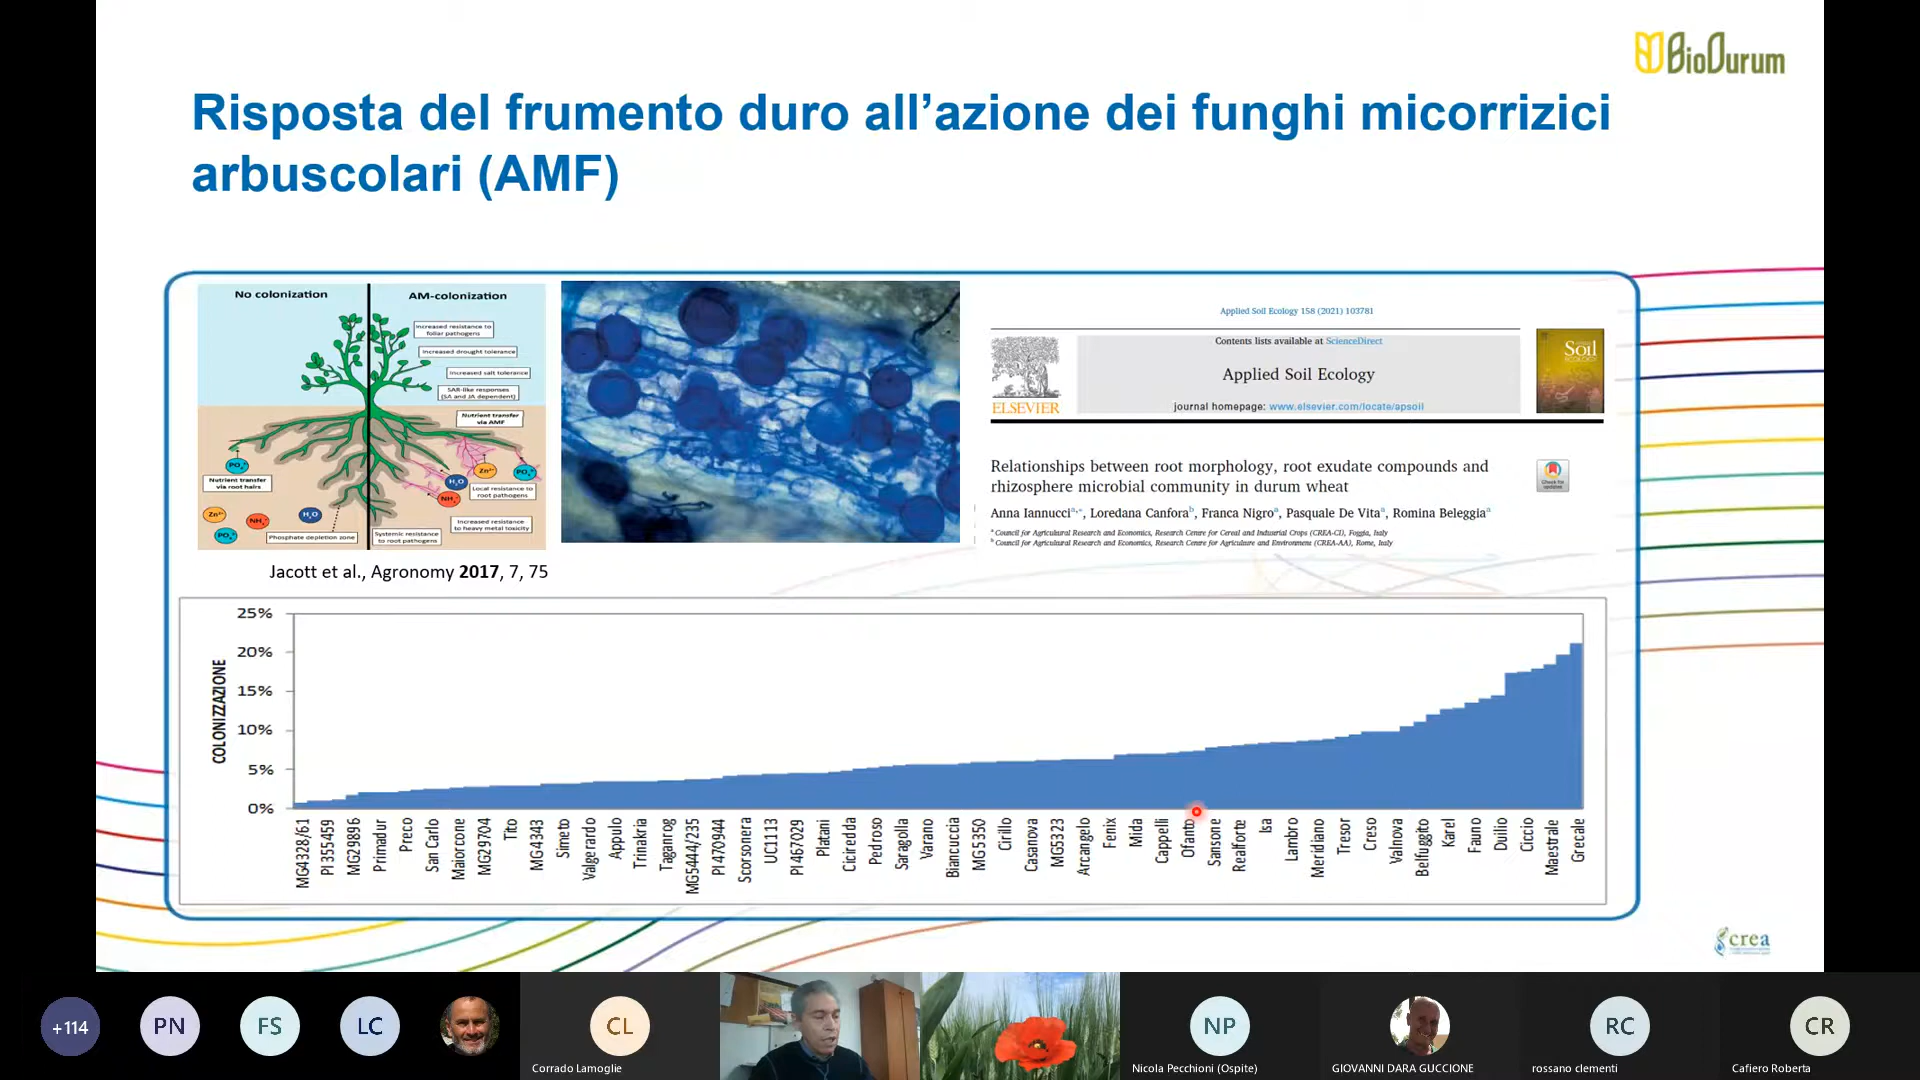 BioDurum
Risposta del frumento duro all’azione dei funghi micorrizici
arbuscolari (AMF)
No colonization
AM-colonization
Increased resistance to
foliar pathogens
Increased drought tolerance
Increased salt tolerance
SAR-like responses
(SA and JA dependent)
Nutrient transfer
via AMF
Nutrient transfer
via root hairs
Local resistance to
root pathogens
Increased resistance
to heavy metal toxicity
Systemic resistance
to root pathogens
Phosphate depletion zone
Zn²⁺
H₂O
Zn²⁺
H₂O
Jacott et al., Agronomy 2017, 7, 75
Applied Soil Ecology 158 (2021) 103781
Contents lists available at ScienceDirect
Applied Soil Ecology
journal homepage: www.elsevier.com/locate/apsoil
ELSEVIER
Soil
Check for
updates
Relationships between root morphology, root exudate compounds and
rhizosphere microbial community in durum wheat
Anna Iannucci, Loredana Canfora, Franca Nigro, Pasquale De Vita, Romina Beleggia
ᵃ Council for Agricultural Research and Economics, Research Centre for Cereal and Industrial Crops (CREA-CI), Foggia, Italy
ᵇ Council for Agricultural Research and Economics, Research Centre for Agriculture and Environment (CREA-AA), Rome, Italy
COLONIZZAZIONE
25%
20%
15%
10%
5%
0%
MG4328/61
PI 355459
MG29896
Primadur
Preco
San Carlo
Maiorcone
MG29704
Tito
MG4343
Simeto
Valgerardo
Appulo
Trinakria
Taganrog
MG5444/235
PI 470944
Scorsonera
UC1113
PI 467029
Platani
Ciciredda
Pedroso
Saragolla
Varano
Biancuccia
MG5350
Cirillo
Casanova
MG5323
Arcangelo
Fenix
Mida
Cappelli
Ofanto
Sansone
Realforte
Isa
Lambro
Meridiano
Tresor
Creso
Valnova
Belfuggito
Karel
Fauno
Duilio
Ciccio
Maestrale
Grecale
crea
+114
PN
FS
LC
CL
Corrado Lamoglie
NP
Nicola Pecchioni (Ospite)
GIOVANNI DARA GUCCIONE
RC
rossano clementi
CR
Cafiero Roberta